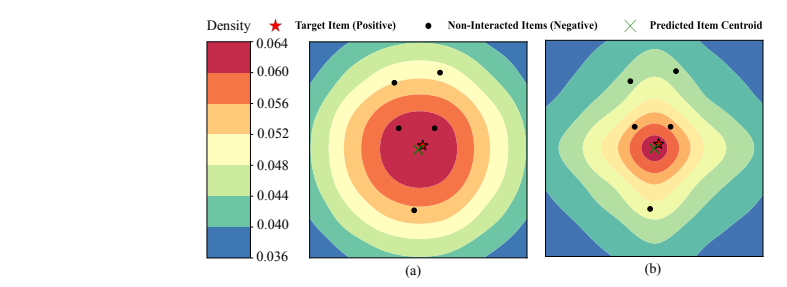 Density Target Item (Positive) Non-Interacted Items (Negative) Predicted Item Centroid
0.064
0.060
0.056
0.052
0.048
0.044
0.040
0.036
(a)
(b)